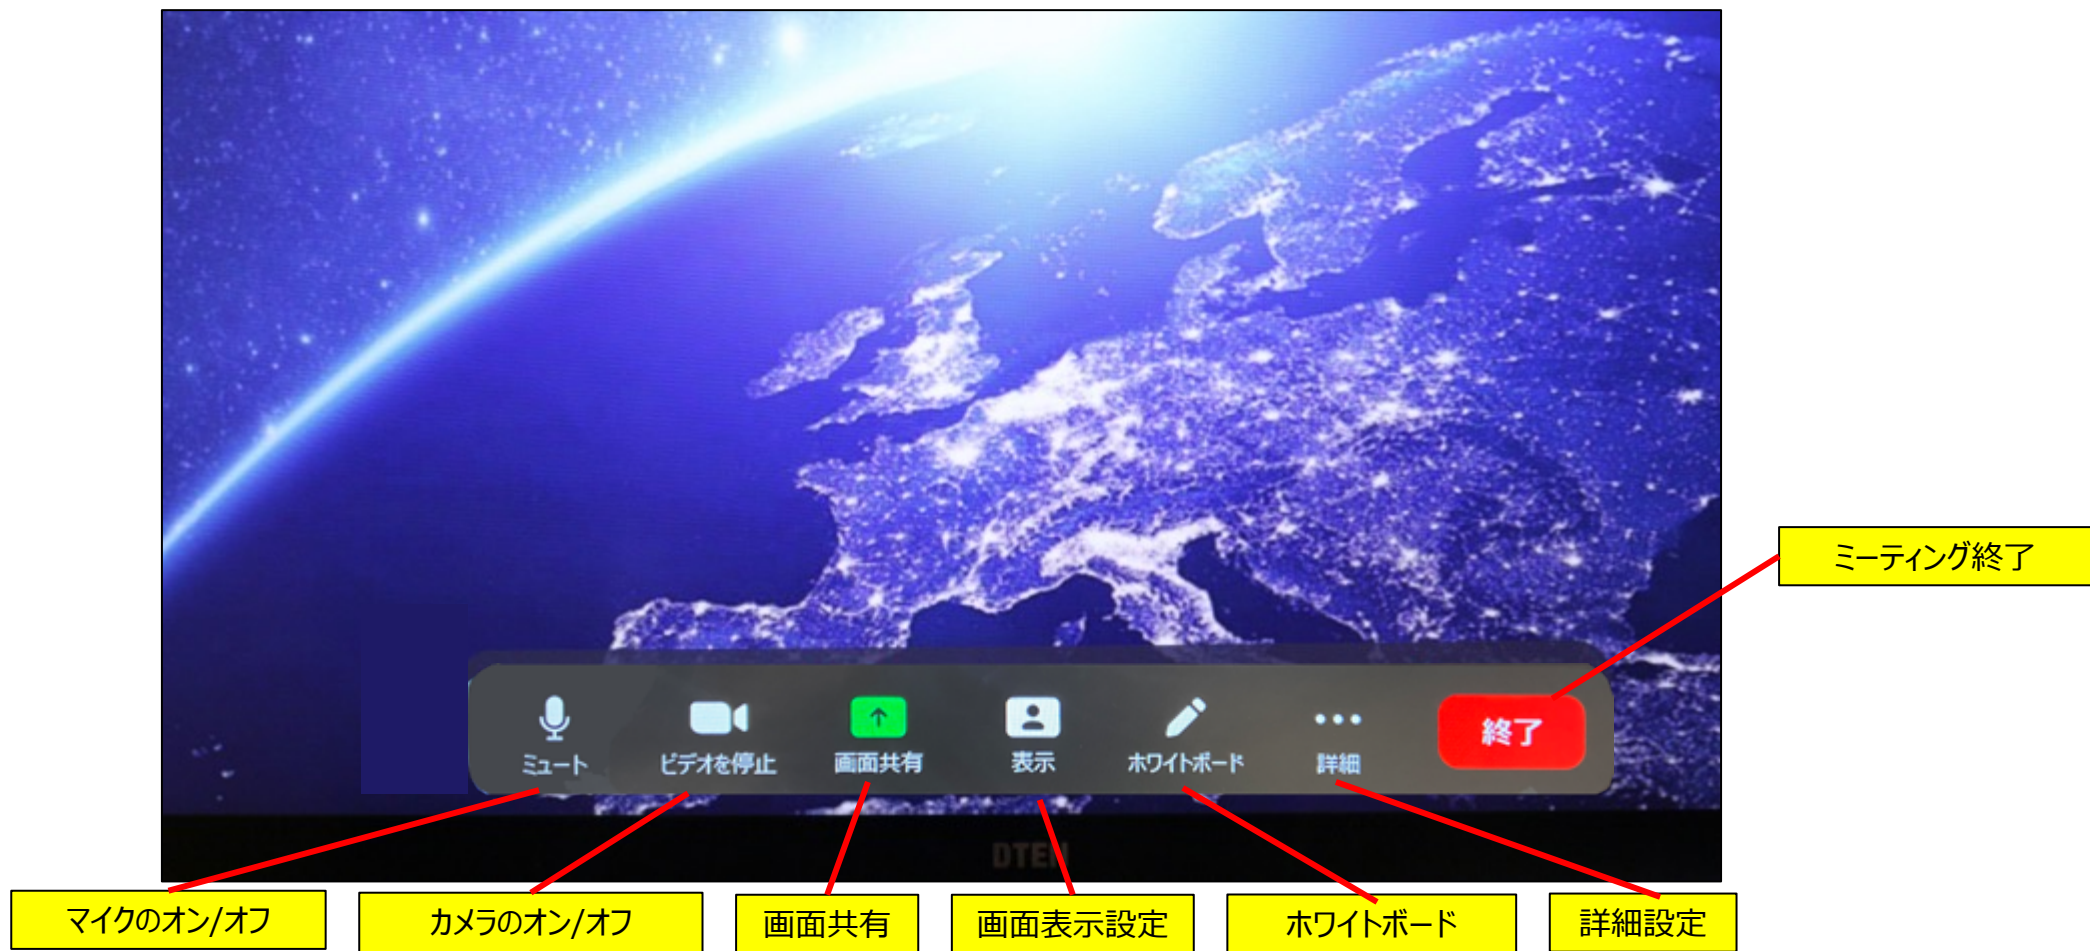 ミーティング終了
ミュート
ビデオを停止
画面共有
表示
ホワイトボード
詳細
終了
DTEN
マイクのオン/オフ
カメラのオン/オフ
画面共有
画面表示設定
ホワイトボード
詳細設定